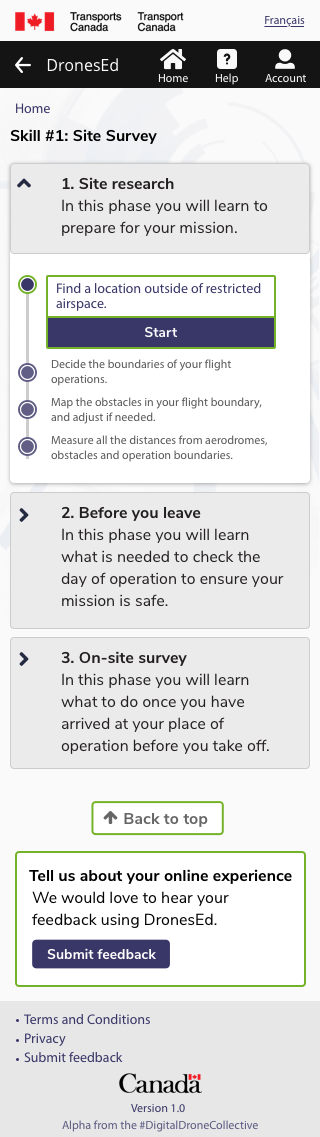 Transports
Canada
Transport
Canada
Français
DronesEd
Home
Help
Account
Home
Skill #1: Site Survey
1. Site research
In this phase you will learn to
prepare for your mission.
Find a location outside of restricted
airspace.
Start
Decide the boundaries of your flight
operations.
Map the obstacles in your flight boundary,
and adjust if needed.
Measure all the distances from aerodromes,
obstacles and operation boundaries.
2. Before you leave
In this phase you will learn
what is needed to check the
day of operation to ensure your
mission is safe.
3. On-site survey
In this phase you will learn
what to do once you have
arrived at your place of
operation before you take off.
Back to top
Tell us about your online experience
We would love to hear your
feedback using DronesEd.
Submit feedback
• Terms and Conditions
• Privacy
• Submit feedback
Canada
Version 1.0
Alpha from the #DigitalDroneCollective